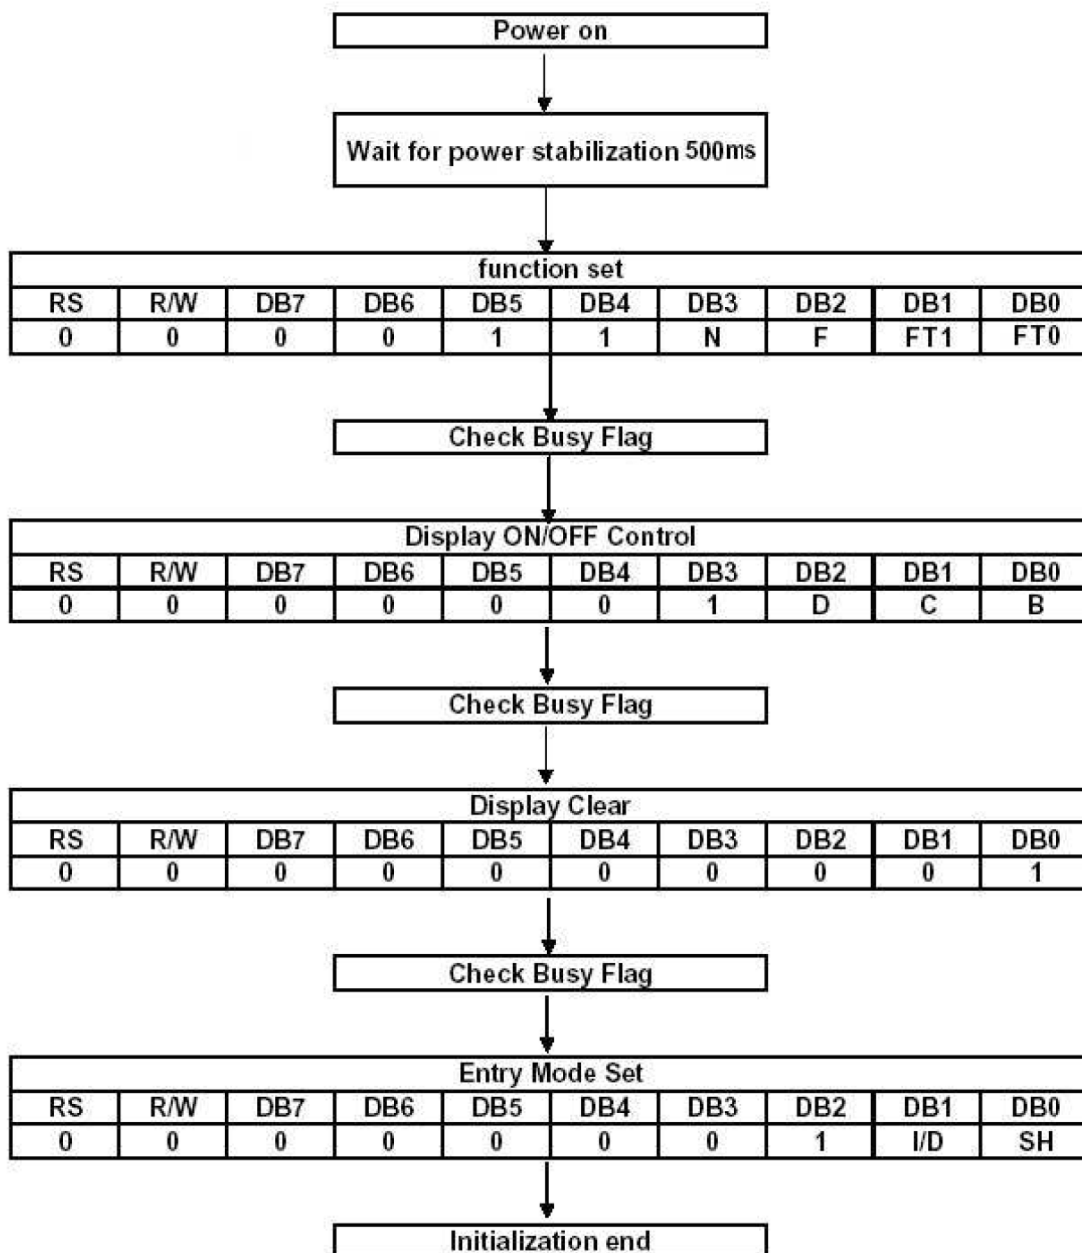 Power on
Wait for power stabilization 500ms
function set
RS R/W DB7 DB6 DB5 DB4 DB3 DB2 DB1 DB0
0 0 0 0 1 1 N F FT1 FT0
Check Busy Flag
Display ON/OFF Control
RS R/W DB7 DB6 DB5 DB4 DB3 DB2 DB1 DB0
0 0 0 0 0 0 1 D C B
Check Busy Flag
Display Clear
RS R/W DB7 DB6 DB5 DB4 DB3 DB2 DB1 DB0
0 0 0 0 0 0 0 0 0 1
Check Busy Flag
Entry Mode Set
RS R/W DB7 DB6 DB5 DB4 DB3 DB2 DB1 DB0
0 0 0 0 0 0 0 1 I/D SH
Initialization end